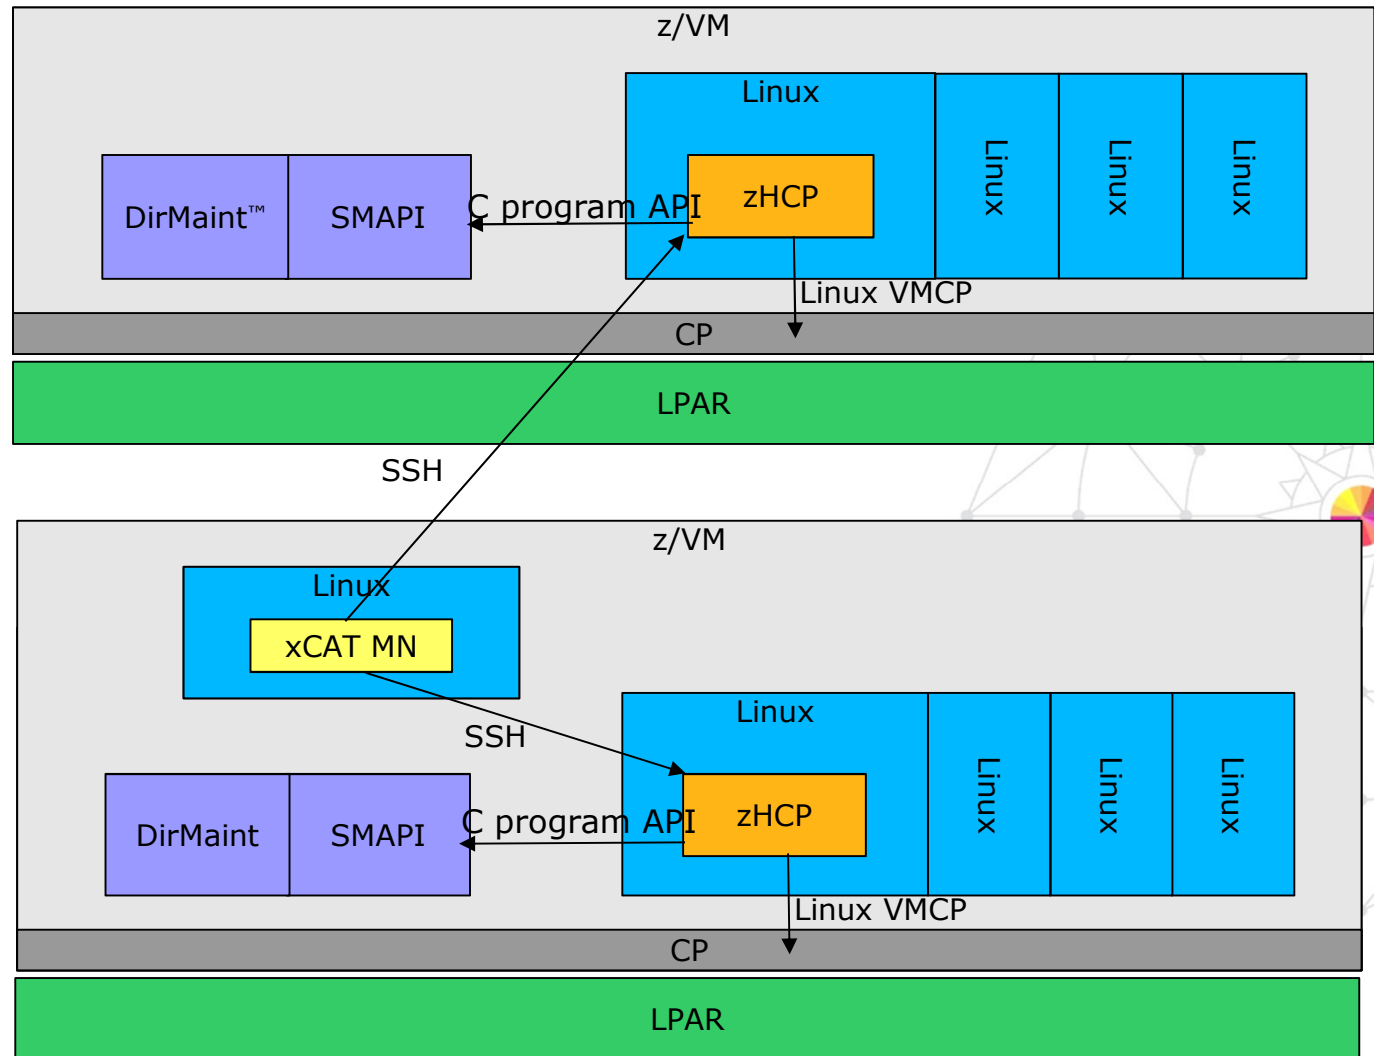 z/VM
Linux
DirMaint™
SMAPI
C program API
zHCP
Linux
Linux
Linux
Linux VMCP
CP
LPAR
SSH
z/VM
Linux
xCAT MN
SSH
Linux
DirMaint
SMAPI
C program API
zHCP
Linux
Linux
Linux
Linux VMCP
CP
LPAR